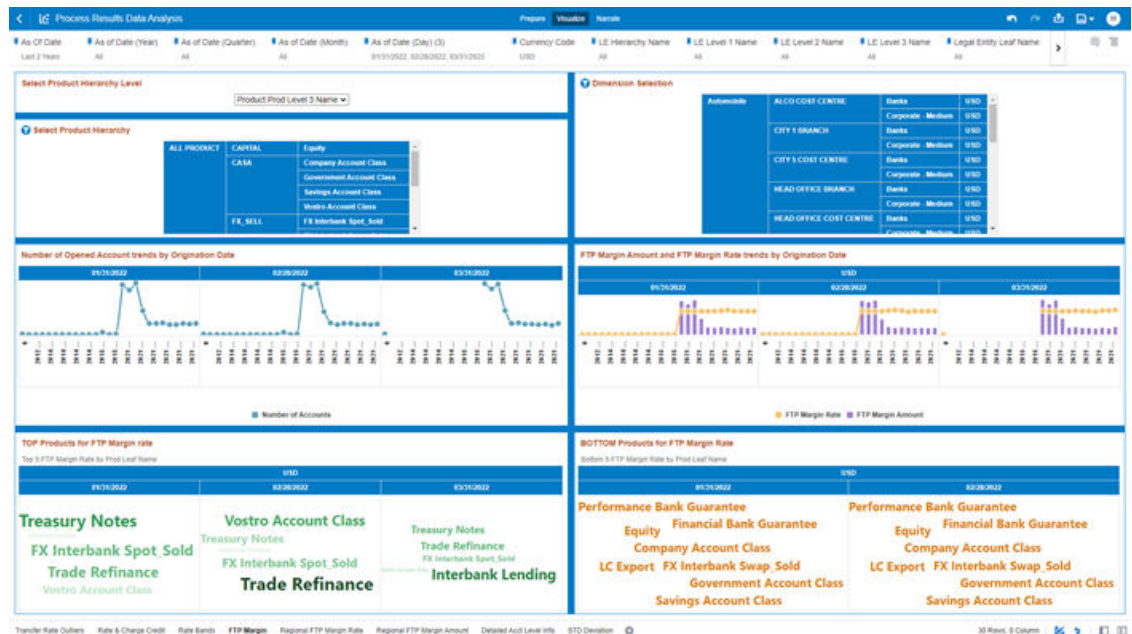 Process Results Data Analysis
Prepare Visualize Narrate
As Of Date As of Date (Year) As of Date (Quarter) As of Date (Month) As of Date (Day) (3) Currency Code LE Hierarchy Name LE Level 1 Name LE Level 2 Name LE Level 3 Name Legal Entity Leaf Name
Last 2 Years All All All 01/31/2022, 02/28/2022, 03/31/2022 USD All All All All All
Select Product Hierarchy Level
Product Prod Level 3 Name
Select Product Hierarchy
ALL PRODUCT CAPITAL Equity
CASA Company Account Class
Government Account Class
Savings Account Class
Vostro Account Class
FX_SELL FX Interbank Spot_Sold
Dimension Selection
Automobile ALCO COST CENTRE Banks USD
Corporate - Medium USD
CITY 1 BRANCH Banks USD
Corporate - Medium USD
CITY 5 COST CENTRE Banks USD
Corporate - Medium USD
HEAD OFFICE BRANCH Banks USD
Corporate - Medium USD
HEAD OFFICE COST CENTRE Banks USD
Corporate - Medium USD
Number of Opened Account trends by Origination Date
01/31/2022 02/28/2022 03/31/2022
Number of Accounts
FTP Margin Amount and FTP Margin Rate trends by Origination Date
USD
01/31/2022 02/28/2022 03/31/2022
FTP Margin Rate FTP Margin Amount
TOP Products for FTP Margin rate
Top 5 FTP Margin Rate by Prod Leaf Name
USD
01/31/2022 02/28/2022 03/31/2022
Treasury Notes
FX Interbank Spot_Sold
Trade Refinance
Vostro Account Class
Vostro Account Class
Treasury Notes
FX Interbank Spot_Sold
Trade Refinance
Treasury Notes
Trade Refinance
FX Interbank Spot_Sold
Interbank Lending
BOTTOM Products for FTP Margin Rate
Bottom 5 FTP Margin Rate by Prod Leaf Name
USD
01/31/2022 02/28/2022
Performance Bank Guarantee
Equity Financial Bank Guarantee
Company Account Class
LC Export FX Interbank Swap_Sold
Government Account Class
Savings Account Class
Performance Bank Guarantee
Equity Financial Bank Guarantee
Company Account Class
LC Export FX Interbank Swap_Sold
Government Account Class
Savings Account Class
Transfer Rate Outliers Rate & Charge Credit Rate Bands FTP Margin Regional FTP Margin Rate Regional FTP Margin Amount Detailed Acct Level Info STD Deviation
30 Rows, 9 Column